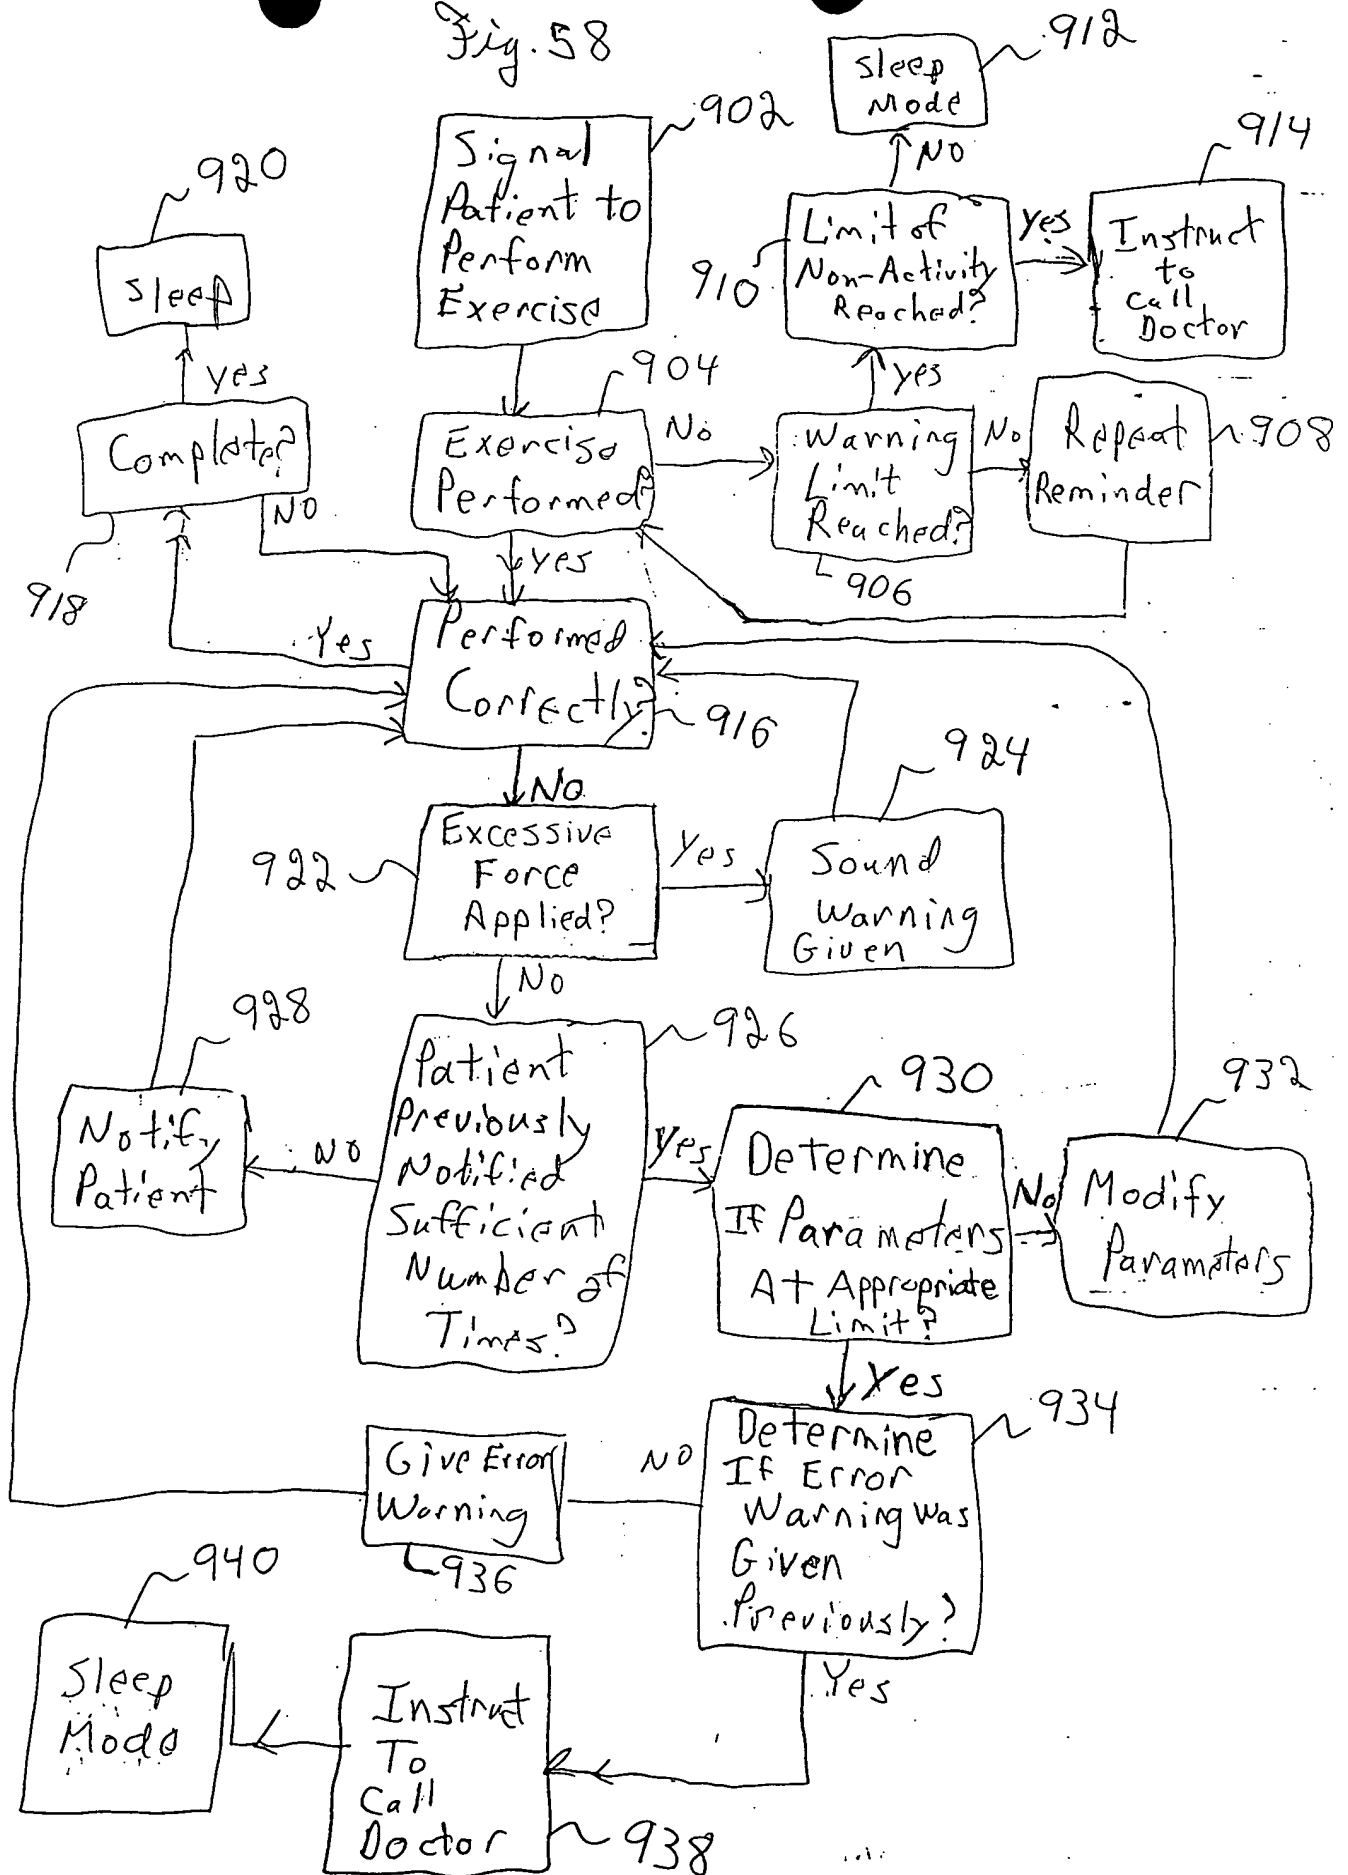 Fig. 58
912
Sleep
Mode
902
914
Signal
Patient to
Perform
Exercise
NO
920
Limit of
Non-Activity
Reached?
yes
Instruct
to
Call
Doctor
910
Sleep
yes
904
yes
Complete?
Exercise
Performed?
No
Warning
Limit
Reached?
No
Repeat
Reminder
908
NO
yes
906
918
Yes
Performed
Correctly?
916
924
No
Excessive
Force
Applied?
922
Yes
Sound
Warning
Given
No
928
926
930
932
Patient
Previously
Notified
Sufficient
Number of
Times?
Notify
Patient
NO
Yes
Determine
If Parameters
At Appropriate
Limit?
No
Modify
Parameters
Yes
934
Determine
If Error
Warning was
Given
Previously?
NO
Give Error
Warning
936
940
Yes
Sleep
Mode
Instruct
To
Call
Doctor
938